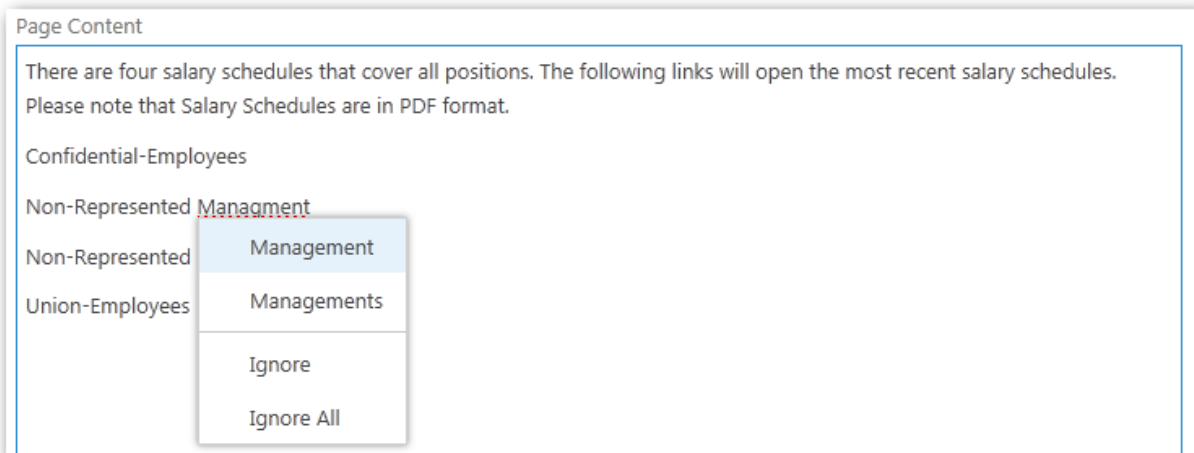 Page Content
There are four salary schedules that cover all positions. The following links will open the most recent salary schedules.
Please note that Salary Schedules are in PDF format.
Confidential-Employees
Non-Represented Managment
Management
Non-Represented
Managements
Union-Employees
Ignore
Ignore All